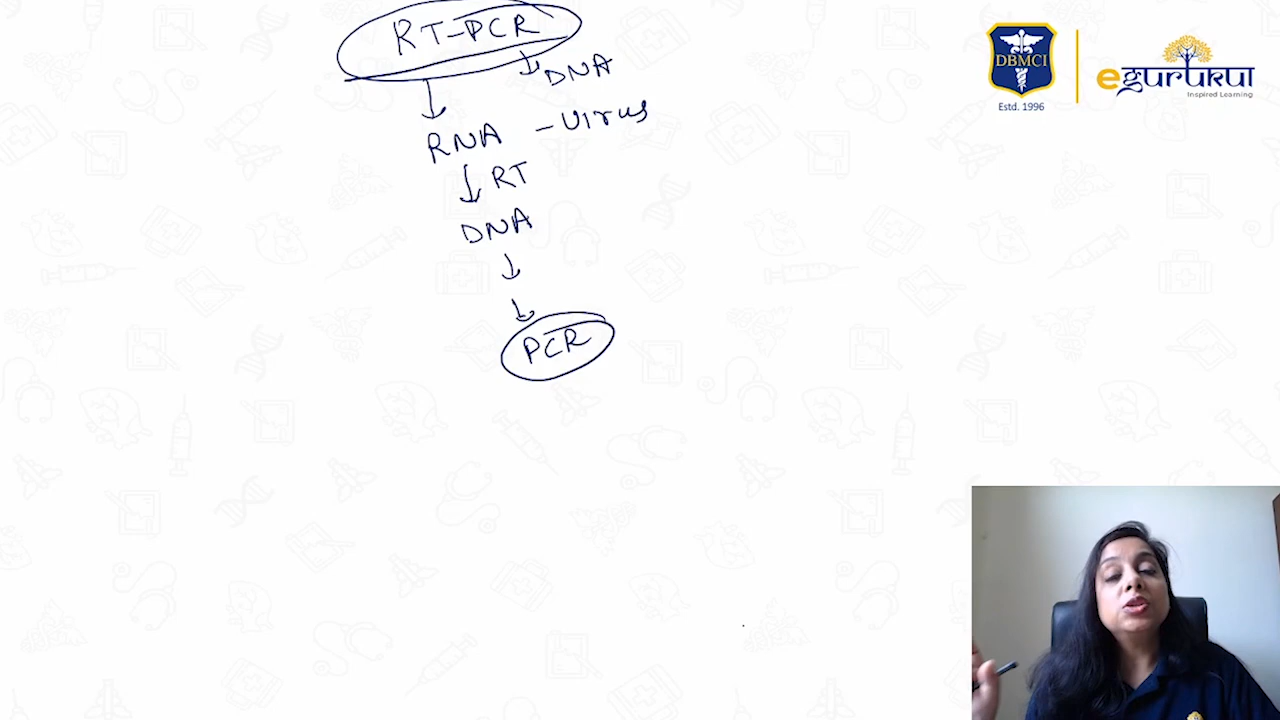 RT-PCR
DNA
RNA - Virus
RT
DNA
PCR
DBMCI
Estd. 1996
egurukul
Inspired Learning